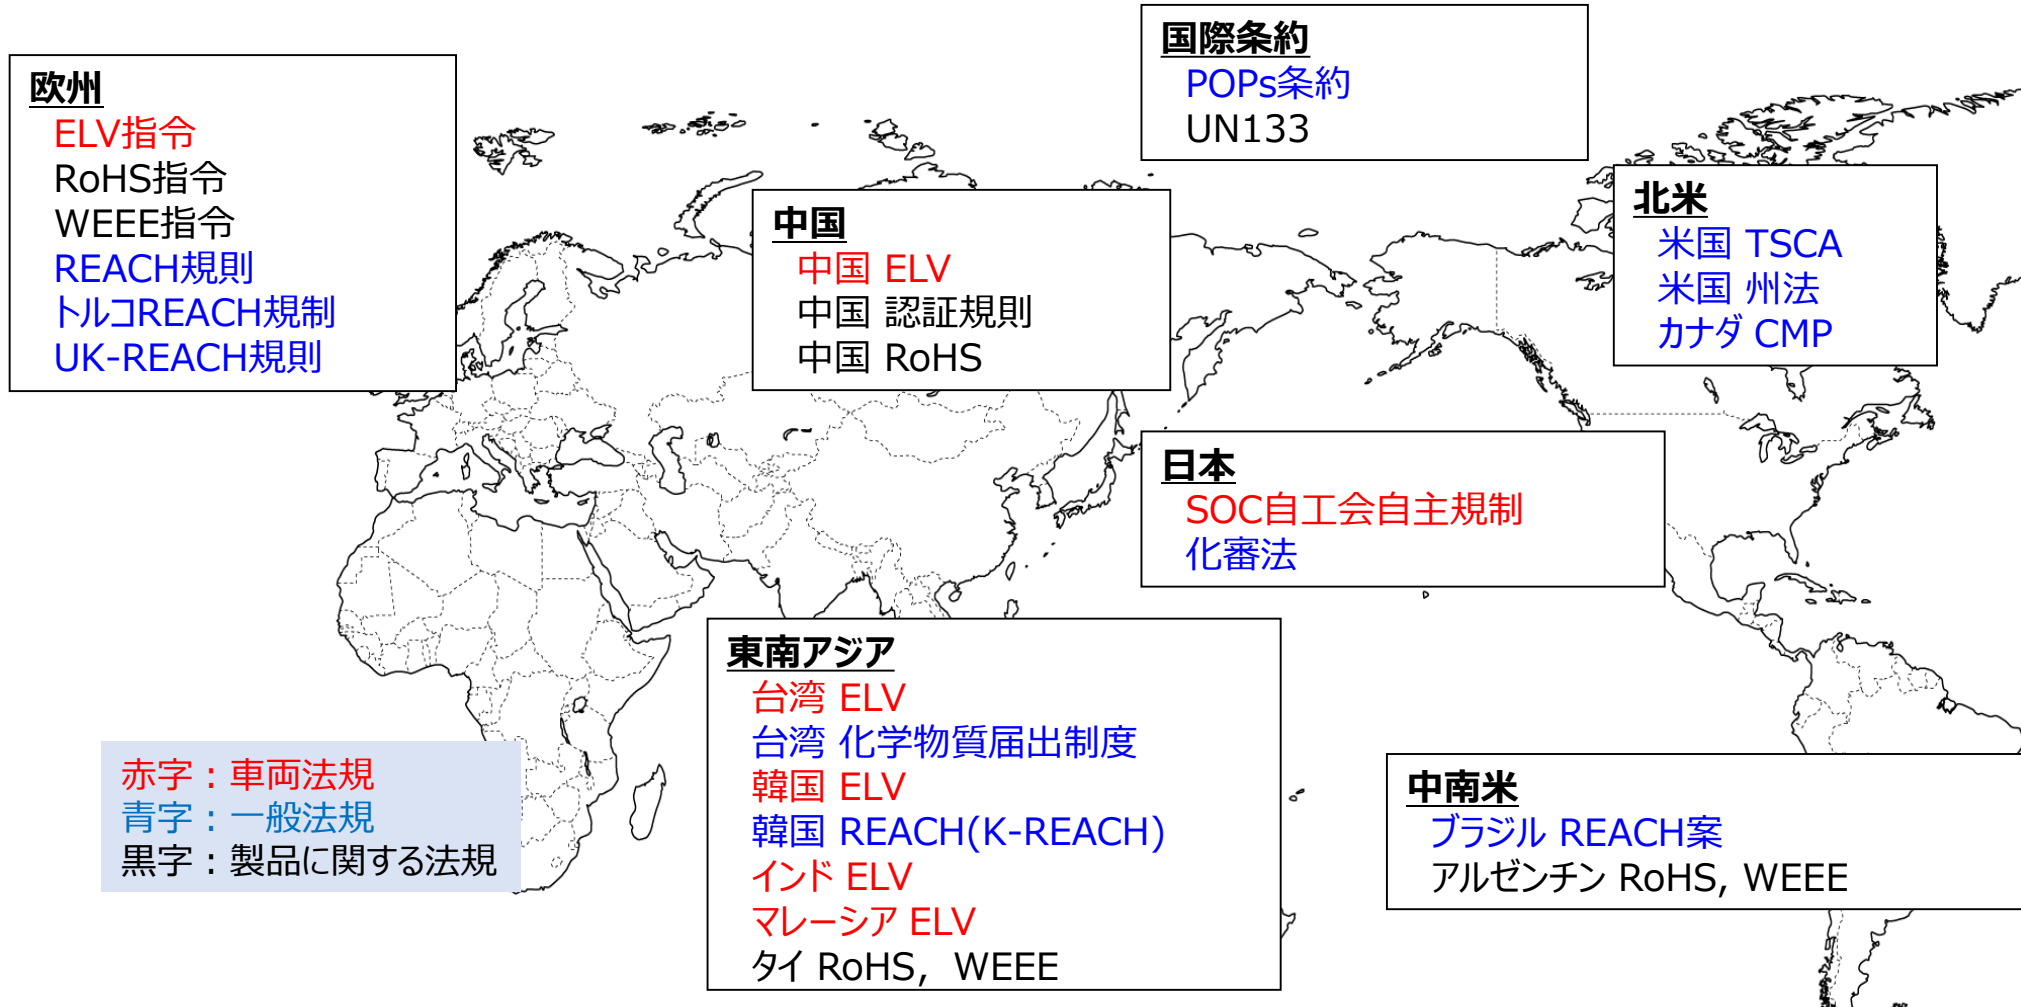 欧州
ELV指令
RoHS指令
WEEE指令
REACH規則
トルコREACH規制
UK-REACH規則
国際条約
POPs条約
UN133
中国
中国 ELV
中国 認証規則
中国 RoHS
北米
米国 TSCA
米国 州法
カナダ CMP
日本
SOC自工会自主規制
化審法
東南アジア
台湾 ELV
台湾 化学物質届出制度
韓国 ELV
韓国 REACH(K-REACH)
インド ELV
マレーシア ELV
タイ RoHS, WEEE
中南米
ブラジル REACH案
アルゼンチン RoHS, WEEE
赤字：車両法規
青字：一般法規
黒字：製品に関する法規